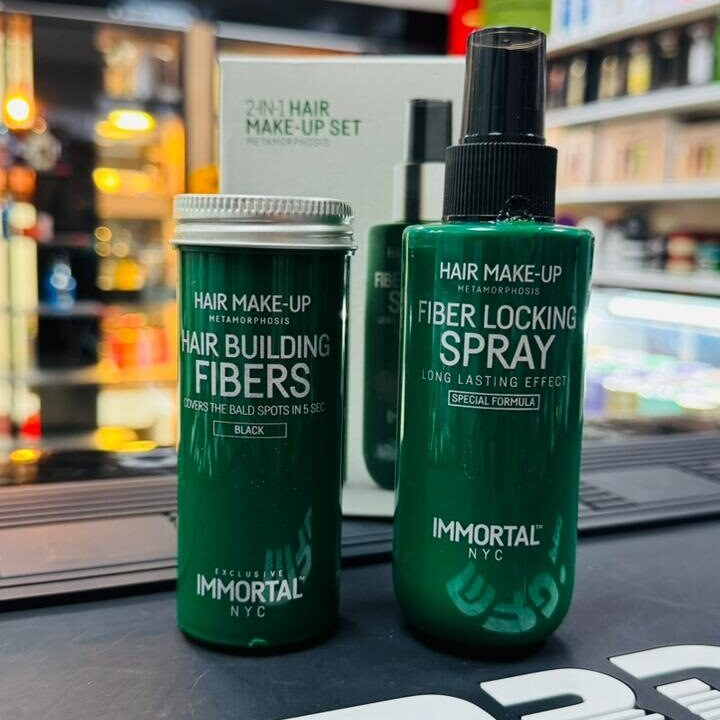 2-IN-1 HAIR
MAKE-UP SET
METAMORPHOSIS
HAIR MAKE-UP
METAMORPHOSIS
HAIR BUILDING
FIBERS
COVERS THE BALD SPOTS IN 5 SEC
BLACK
EXCLUSIVE
IMMORTAL™
NYC
HAIR MAKE-UP
METAMORPHOSIS
FIBER LOCKING
SPRAY
LONG LASTING EFFECT
SPECIAL FORMULA
IMMORTAL™
NYC